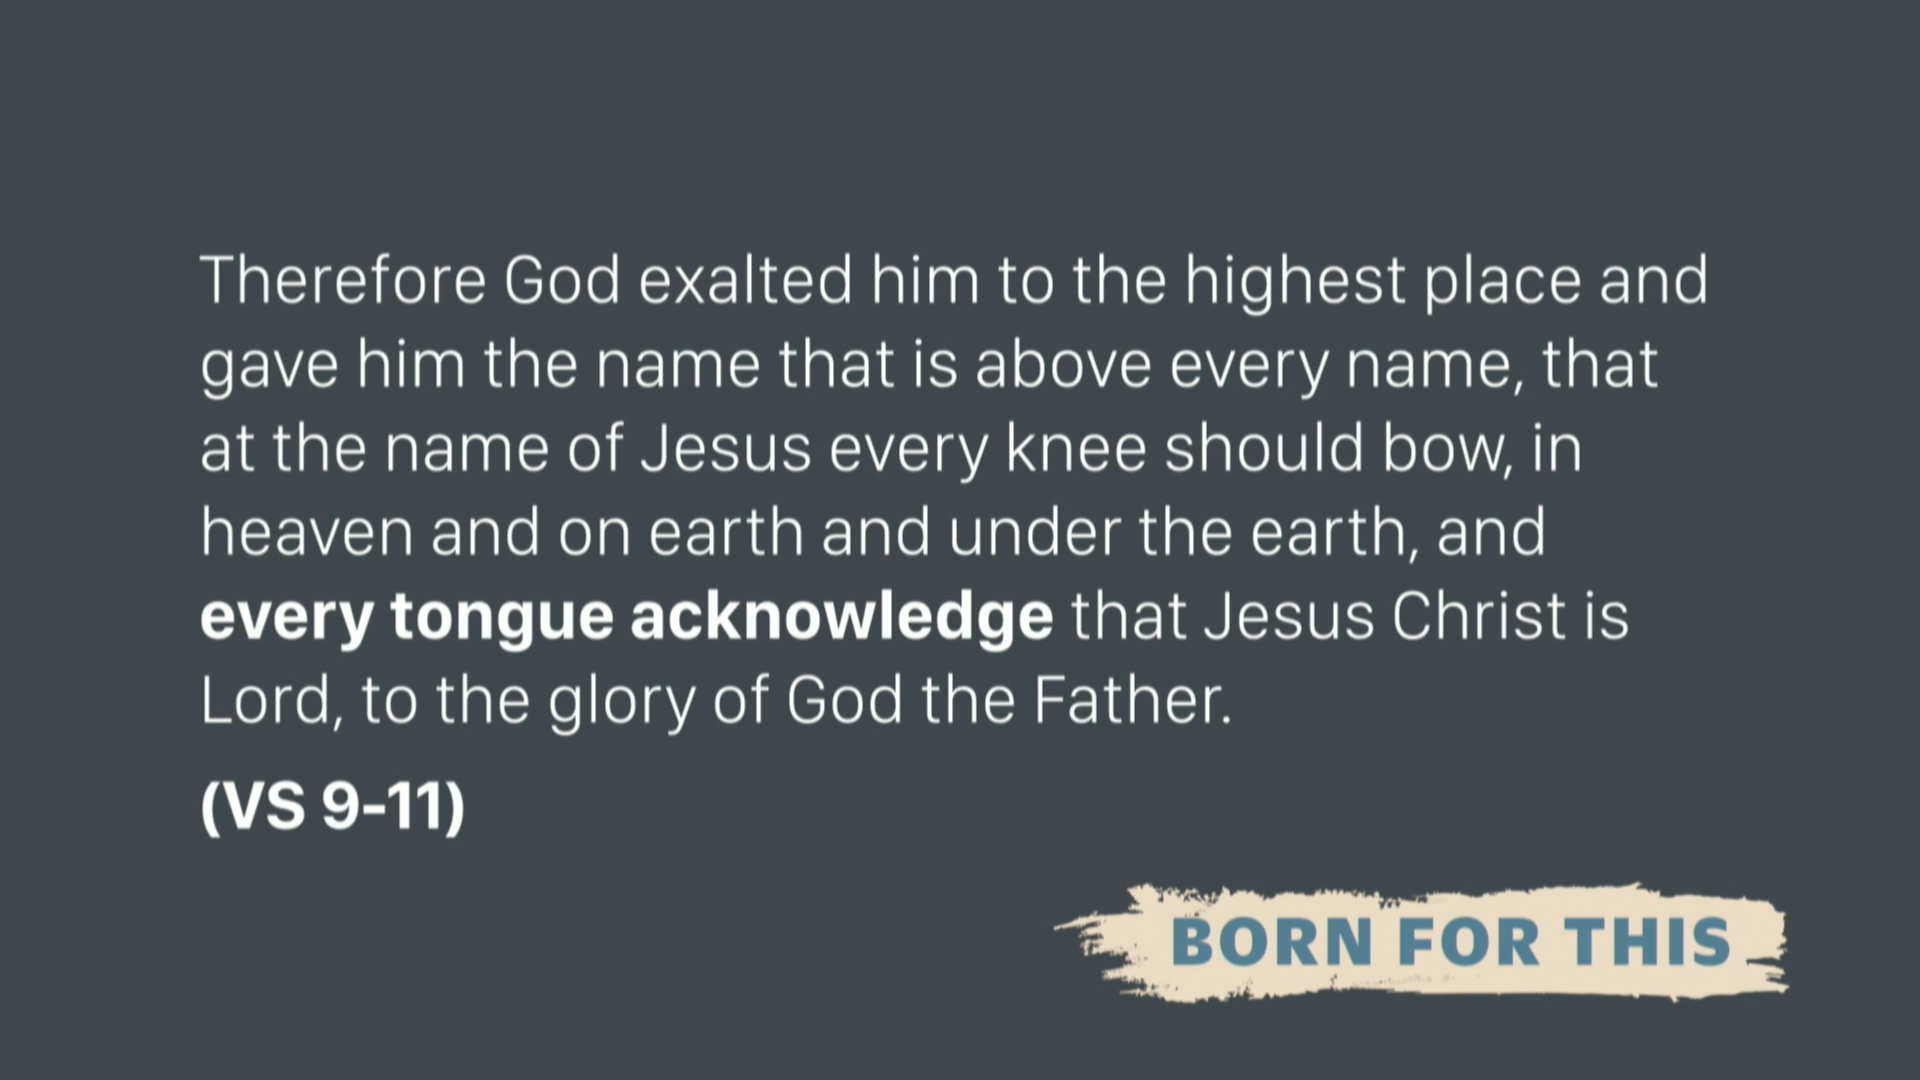 Therefore God exalted him to the highest place and
gave him the name that is above every name, that
at the name of Jesus every knee should bow, in
heaven and on earth and under the earth, and
every tongue acknowledge that Jesus Christ is
Lord, to the glory of God the Father.
(VS 9-11)
BORN FOR THIS